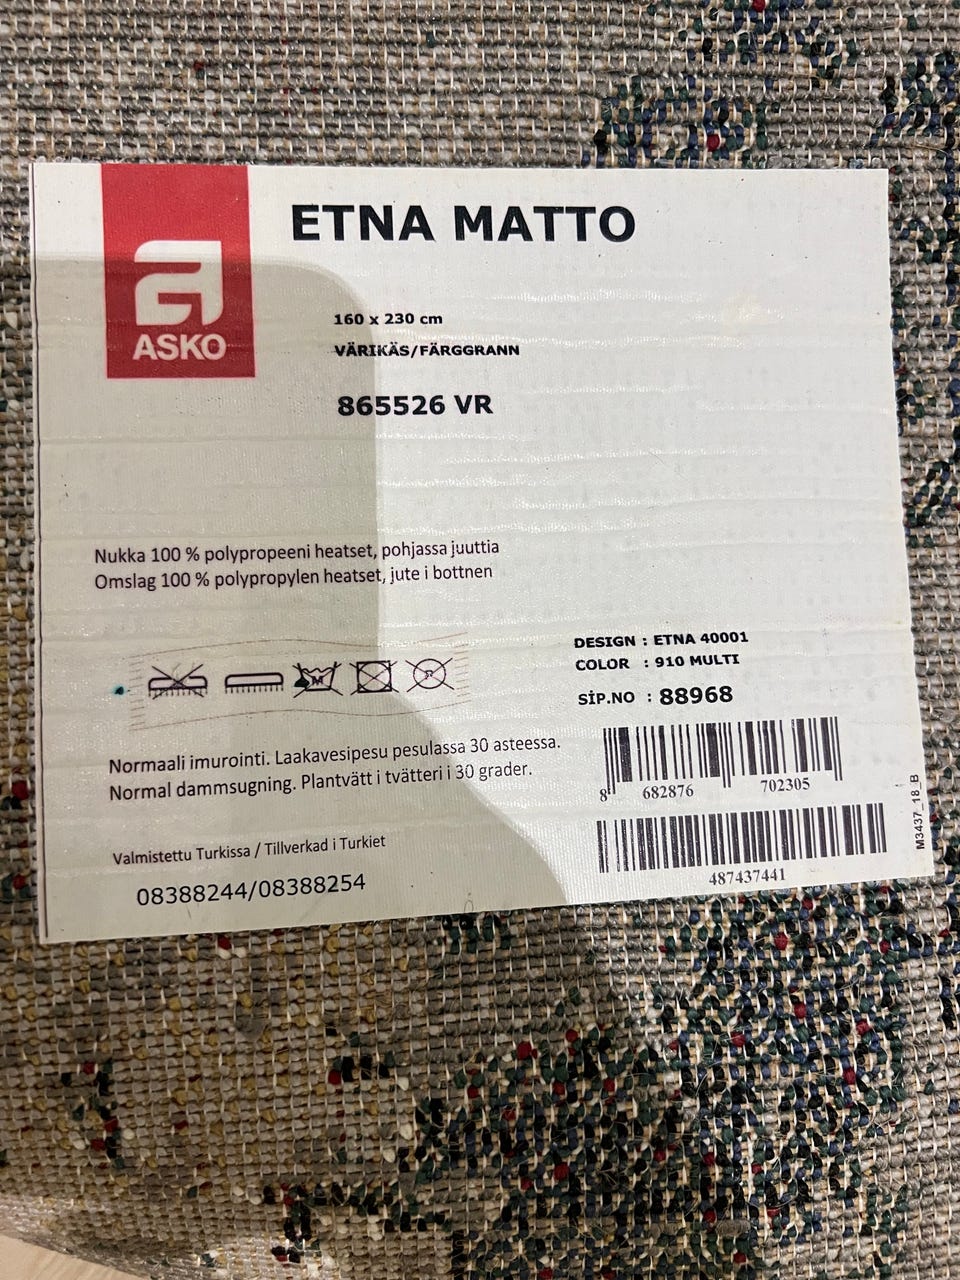 ASKO
ETNA MATTO
160 x 230 cm
VÄRIKÄS/FÄRGGRANN
865526 VR
Nukka 100 % polypropeeni heatset, pohjassa juuttia
Omslag 100 % polypropylen heatset, jute i bottnen
DESIGN : ETNA 40001
COLOR : 910 MULTI
SİP.NO : 88968
Normaali imurointi. Laakavesipesu pesulassa 30 asteessa.
Normal dammsugning. Plantvätt i tvätteri i 30 grader.
8 682876 702305
Valmistettu Turkissa / Tillverkad i Turkiet
08388244/08388254
487437441
M3437_18_B